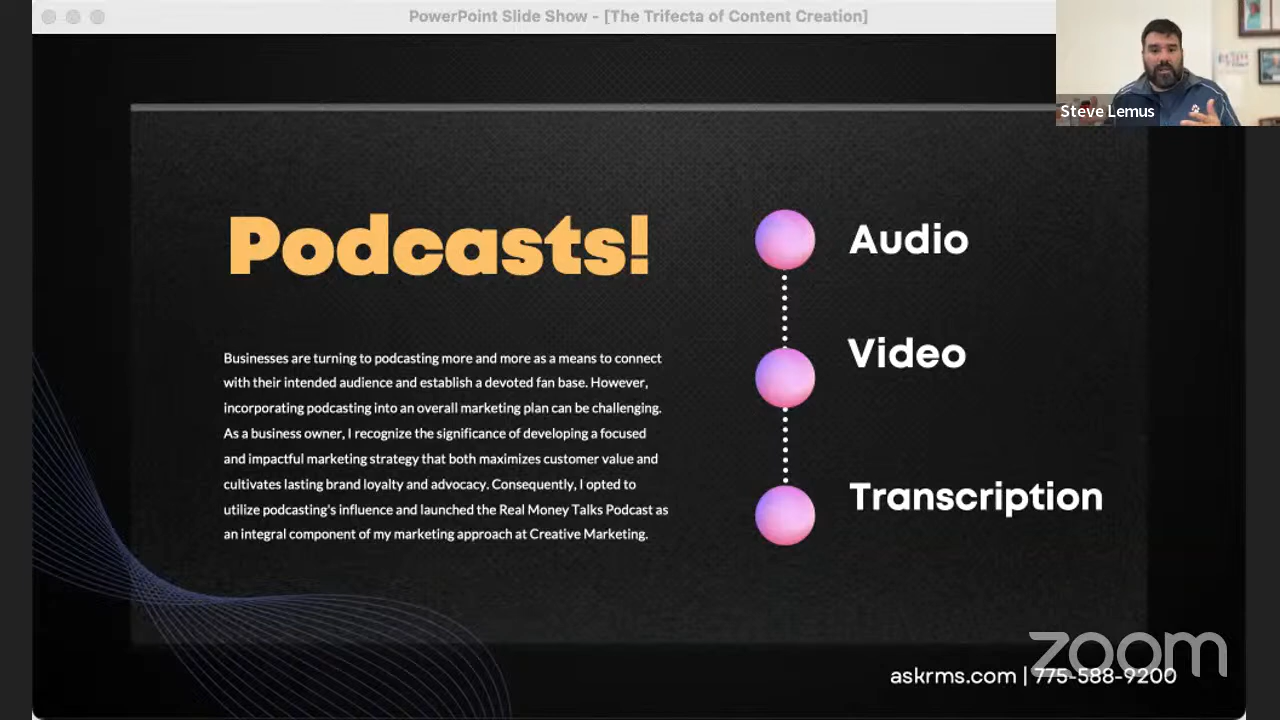 PowerPoint Slide Show - [The Trifecta of Content Creation]
Steve Lemus
Podcasts!
Businesses are turning to podcasting more and more as a means to connect
with their intended audience and establish a devoted fan base. However,
incorporating podcasting into an overall marketing plan can be challenging.
As a business owner, I recognize the significance of developing a focused
and impactful marketing strategy that both maximizes customer value and
cultivates lasting brand loyalty and advocacy. Consequently, I opted to
utilize podcasting's influence and launched the Real Money Talks Podcast as
an integral component of my marketing approach at Creative Marketing.
Audio
Video
Transcription
zoom
askrms.com | 775-588-9200